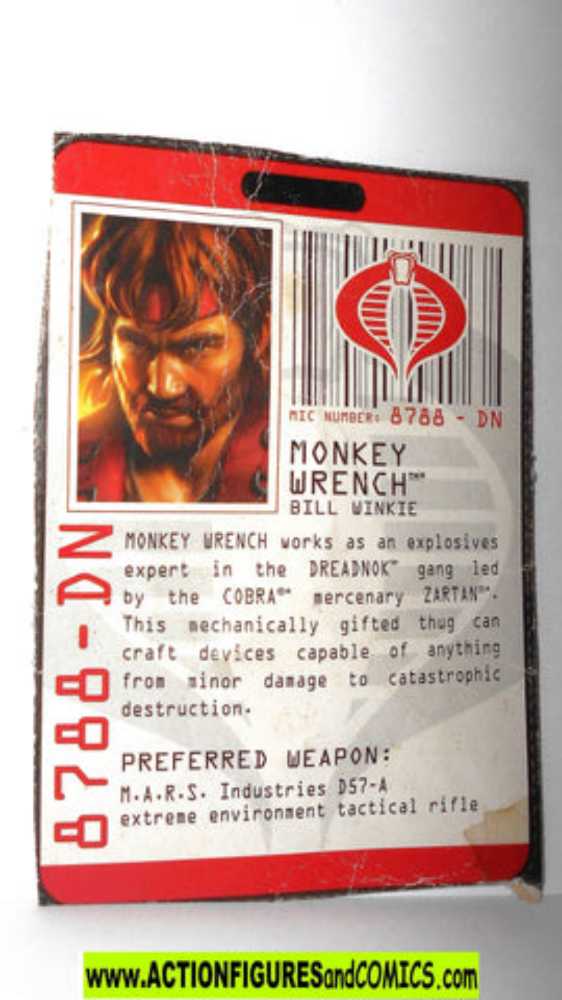 MIC NUMBER: 8788 - DN
MONKEY
WRENCH™
BILL WINKIE
8788-DN
MONKEY WRENCH works as an explosives
expert in the DREADNOK™ gang led
by the COBRA®™ mercenary ZARTAN™.
This mechanically gifted thug can
craft devices capable of anything
from minor damage to catastrophic
destruction.
PREFERRED WEAPON:
M.A.R.S. Industries D57-A
extreme environment tactical rifle
www.ACTIONFIGURESandCOMICS.com